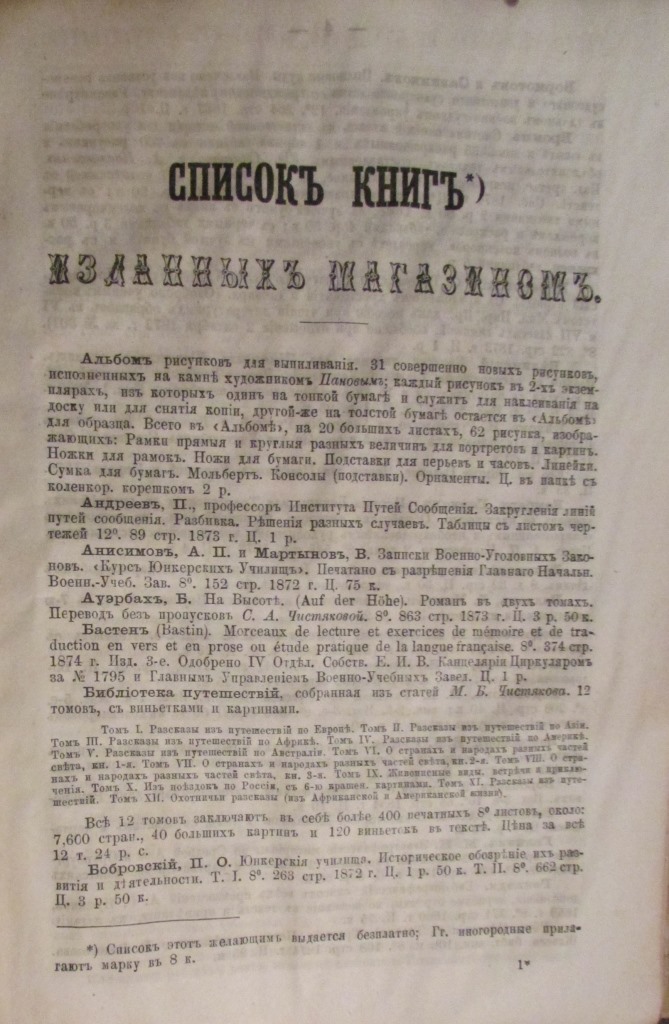 СПИСОКЪ КНИГЪ*)
ИЗДАННЫХЪ МАГАЗИНОМЪ.
Альбомъ рисунковъ для выпиливанія. 31 совершенно новыхъ рисунковъ,
исполненныхъ на камнѣ художникомъ Пановымъ; каждый рисунокъ въ 2-хъ экзем-
плярахъ, изъ которыхъ одинъ на тонкой бумагѣ и служитъ для наклеиванія на
доску или для снятія копіи, другой-же на толстой бумагѣ остается въ «Альбомѣ»
для образца. Всего въ «Альбомѣ», на 20 большихъ листахъ, 62 рисунка, изобра-
жающихъ: Рамки прямыя и круглыя разныхъ величинъ для портретовъ и картинъ.
Ножки для рамокъ. Ножи для бумаги. Подставки для перьевъ и часовъ. Линейки.
Сумка для бумагъ. Мольбертъ. Консолы (подставки). Орнаменты. Ц. въ папкѣ съ
коленкор. корешкомъ 2 р.
Андреевъ, П., профессоръ Института Путей Сообщенія. Закругленія линій
путей сообщенія. Разбивка. Рѣшенія разныхъ случаевъ. Таблицы съ листомъ чер-
тежей 12°. 89 стр. 1873 г. Ц. 1 р.
Анисимовъ, А. П. и Мартыновъ, В. Записки Военно-Уголовныхъ Зако-
новъ. «Курсъ Юнкерскихъ Училищъ». Печатано съ разрѣшенія Главнаго Начальн.
Военн.-Учеб. Зав. 8°. 152 стр. 1872 г. Ц. 75 к.
Ауэрбахъ, Б. На Высотѣ. (Auf der Höhe). Романъ въ двухъ томахъ.
Переводъ безъ пропусковъ С. А. Чистяковой. 8°. 863 стр. 1873 г. Ц. 3 р. 50 к.
Бастенъ (Bastin). Morceaux de lecture et exercices de mémoire et de tra-
duction en vers et en prose ou étude pratique de la langue française. 8°. 374 стр.
1874 г. Изд. 3-е. Одобрено IV Отдѣл. Собств. Е. И. В. Канцеляріи Циркуляромъ
за № 1795 и Главнымъ Управленіемъ Военно-Учебныхъ Завед. Ц. 1 р.
Библіотека путешествій, собранная изъ статей М. Б. Чистякова. 12
томовъ, съ виньетками и картинами.
Томъ I. Разсказы изъ путешествій по Европѣ. Томъ II. Разсказы изъ путешествій по Азіи.
Томъ III. Разсказы изъ путешествій по Африкѣ. Томъ IV. Разсказы изъ путешествій по Америкѣ.
Томъ V. Разсказы изъ путешествій по Австраліи. Томъ VI. О странахъ и народахъ разныхъ частей
свѣта, кн. 1-я. Томъ VII. О странахъ и народахъ разныхъ частей свѣта, кн. 2-я. Томъ VIII. О стра-
нахъ и народахъ разныхъ частей свѣта, кн. 3-я. Томъ IX. Живописные виды, встрѣчи и приклю-
ченія. Томъ X. Изъ поѣздокъ по Россіи, съ 6-ю крашен. картинами. Томъ XI. Разсказы изъ путе-
шествій. Томъ XII. Охотничьи разсказы (изъ Африканской и Американской жизни).
Всѣ 12 томовъ заключаютъ въ себѣ болѣе 400 печатныхъ 8° листовъ, около:
7,600 стран., 40 большихъ картинъ и 120 виньетокъ въ текстѣ. Цѣна за всѣ
12 т. 24 р. с.
Бобровскій, П. О. Юнкерскія училища. Историческое обозрѣніе ихъ раз-
витія и дѣятельности. Т. I. 8°. 263 стр. 1872 г. Ц. 1 р. 50 к. Т. II. 8°. 662 стр.
Ц. 3 р. 50 к.
*) Списокъ этотъ желающимъ выдается безплатно; Гг. иногородные прила-
гаютъ марку въ 8 к.
1*